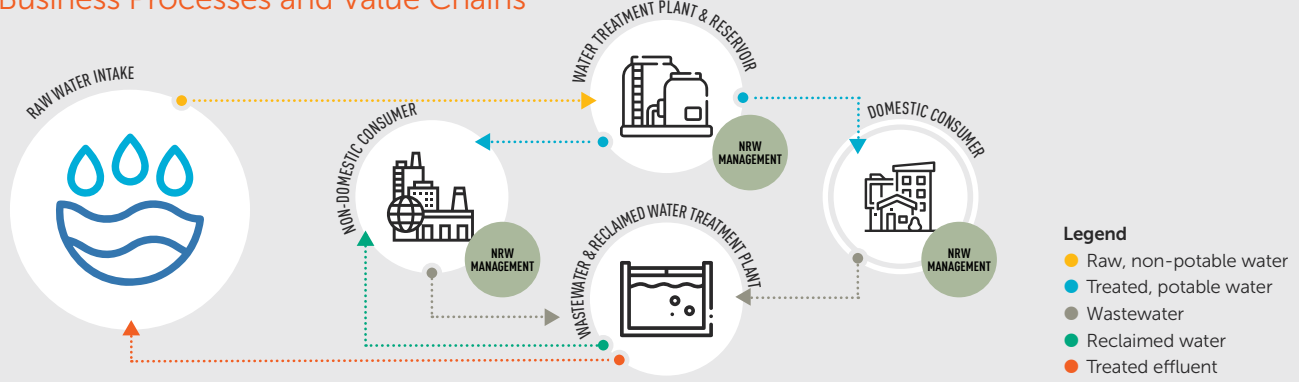 Business Processes and Value Chains
RAW WATER INTAKE
WATER TREATMENT PLANT & RESERVOIR
NRW
MANAGEMENT
NON-DOMESTIC CONSUMER
NRW
MANAGEMENT
DOMESTIC CONSUMER
NRW
MANAGEMENT
WASTEWATER & RECLAIMED WATER TREATMENT PLANT
Legend
Raw, non-potable water
Treated, potable water
Wastewater
Reclaimed water
Treated effluent